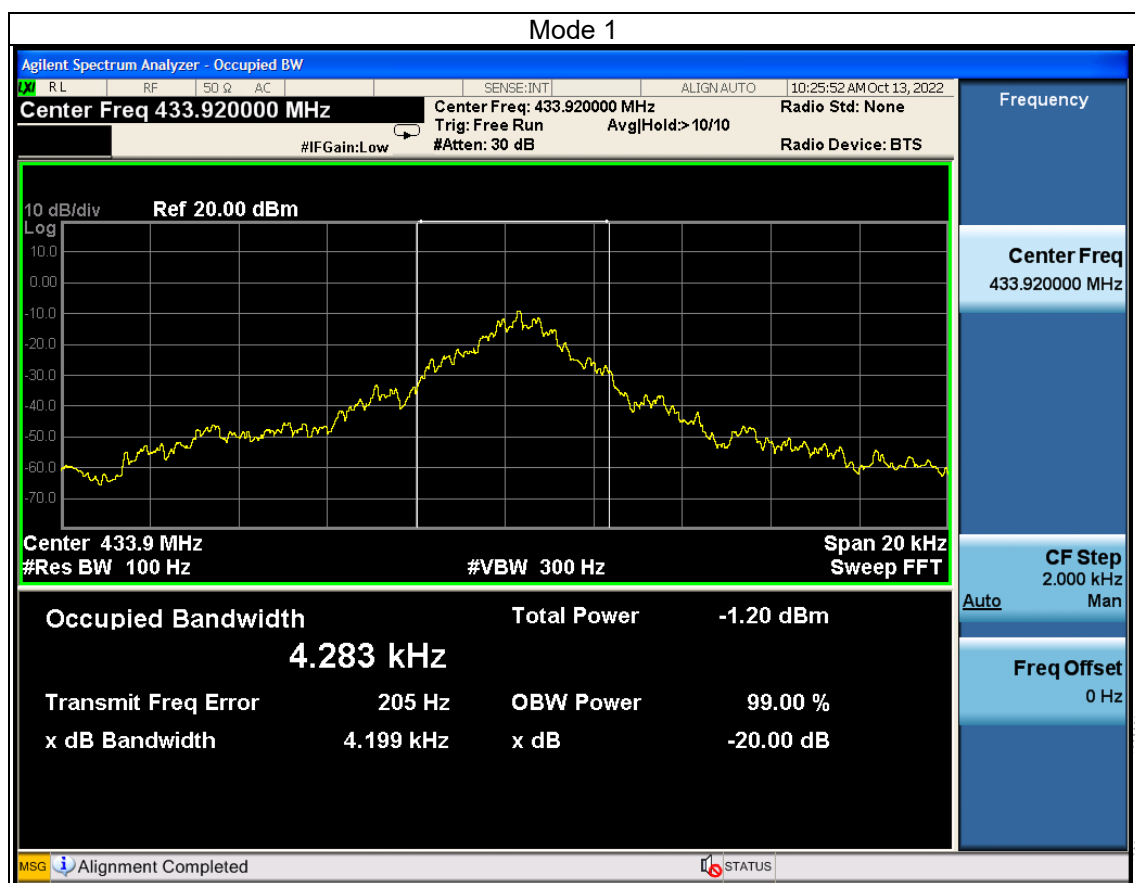 Mode 1
Agilent Spectrum Analyzer - Occupied BW
LXI RL RF 50 Ω AC SENSE:INT ALIGN AUTO 10:25:52 AM Oct 13, 2022
Center Freq 433.920000 MHz
Center Freq: 433.920000 MHz Radio Std: None
Trig: Free Run Avg|Hold:>10/10
#IFGain:Low #Atten: 30 dB Radio Device: BTS
10 dB/div Ref 20.00 dBm
Log
10.0
0.00
-10.0
-20.0
-30.0
-40.0
-50.0
-60.0
-70.0
Center 433.9 MHz Span 20 kHz
#Res BW 100 Hz #VBW 300 Hz Sweep FFT
Occupied Bandwidth Total Power -1.20 dBm
4.283 kHz
Transmit Freq Error 205 Hz OBW Power 99.00 %
x dB Bandwidth 4.199 kHz x dB -20.00 dB
Frequency
Center Freq
433.920000 MHz
CF Step
2.000 kHz
Auto Man
Freq Offset
0 Hz
MSG Alignment Completed STATUS